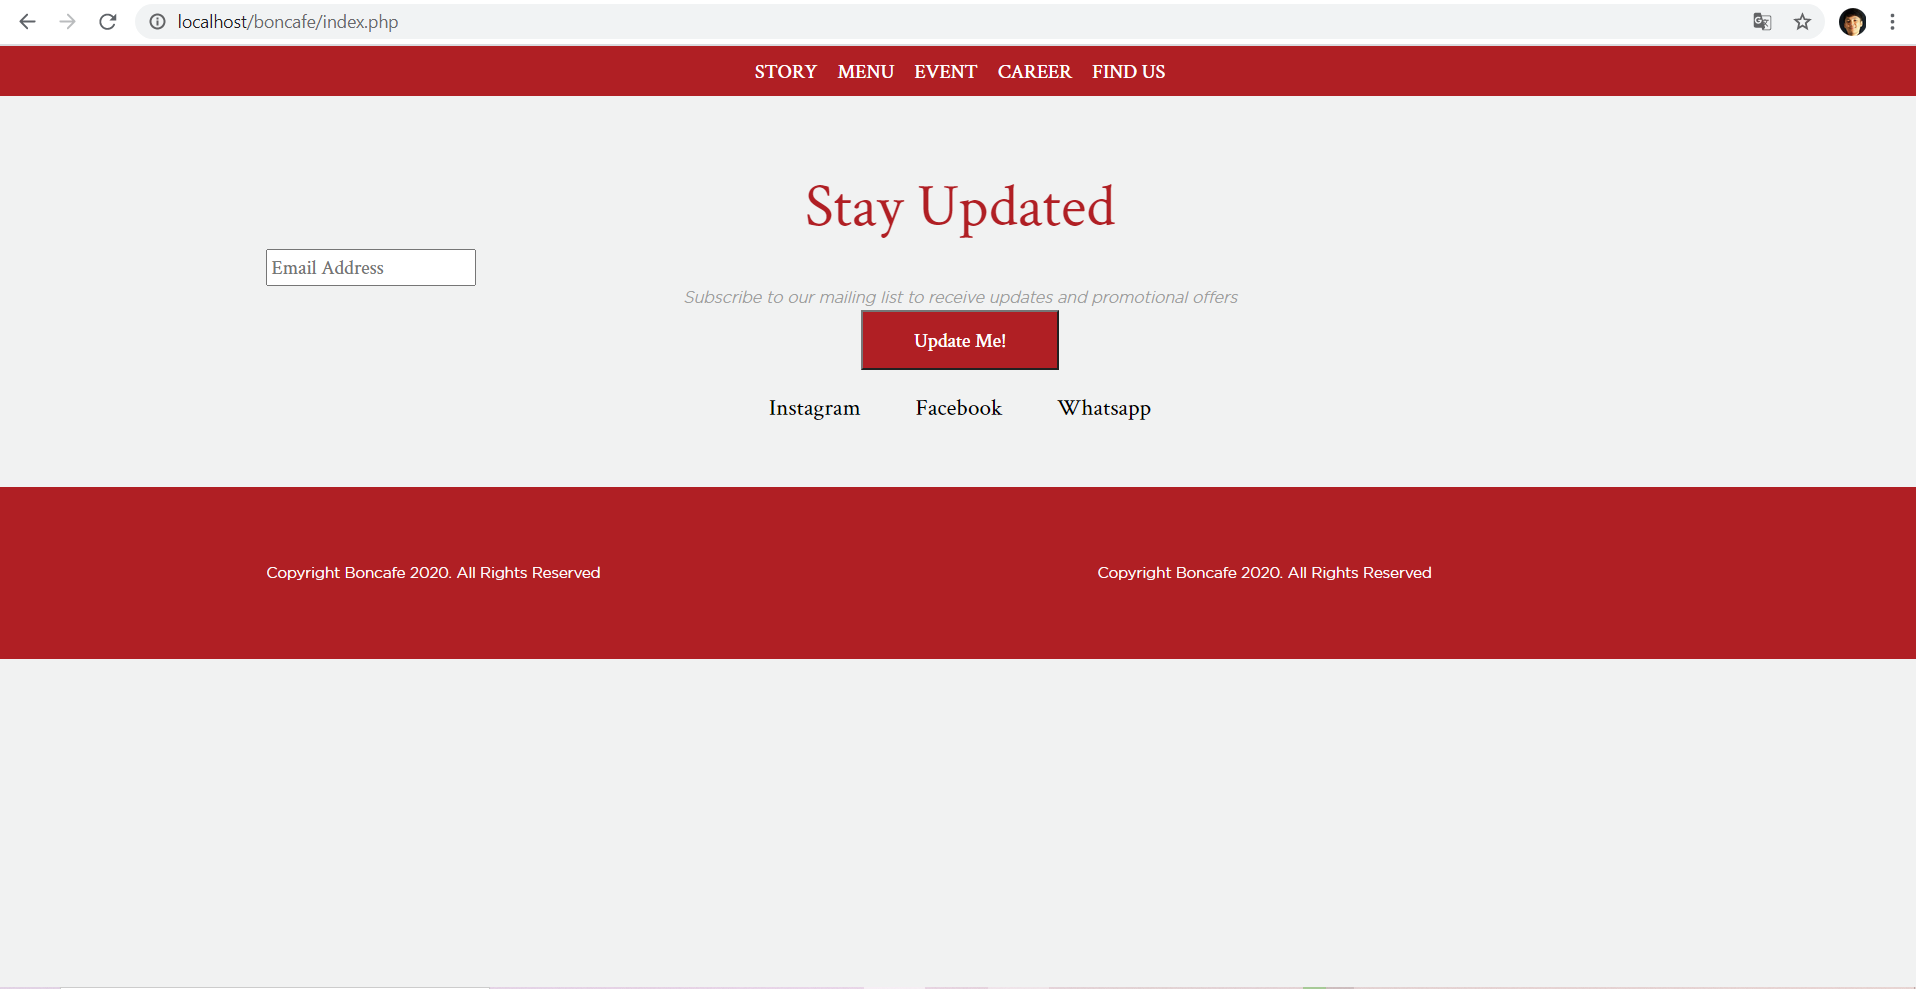 localhost/boncafe/index.php
STORY MENU EVENT CAREER FIND US
Stay Updated
Email Address
Subscribe to our mailing list to receive updates and promotional offers
Update Me!
Instagram Facebook Whatsapp
Copyright Boncafe 2020. All Rights Reserved Copyright Boncafe 2020. All Rights Reserved